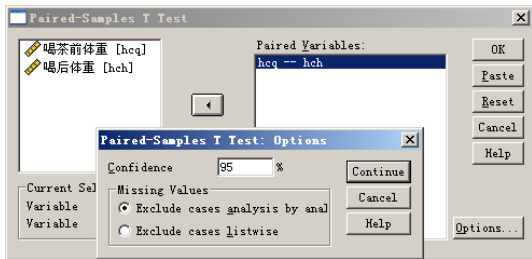 Paired-Samples T Test
喝茶前体重 [hcq]
喝后体重 [hch]
Paired Variables:
hcq -- hch
OK
Paste
Reset
Cancel
Help
Paired-Samples T Test: Options
Confidence 95 %
Continue
Missing Values
Cancel
Exclude cases analysis by anal
Help
Exclude cases listwise
Current Sel
Variable
Variable
Options...